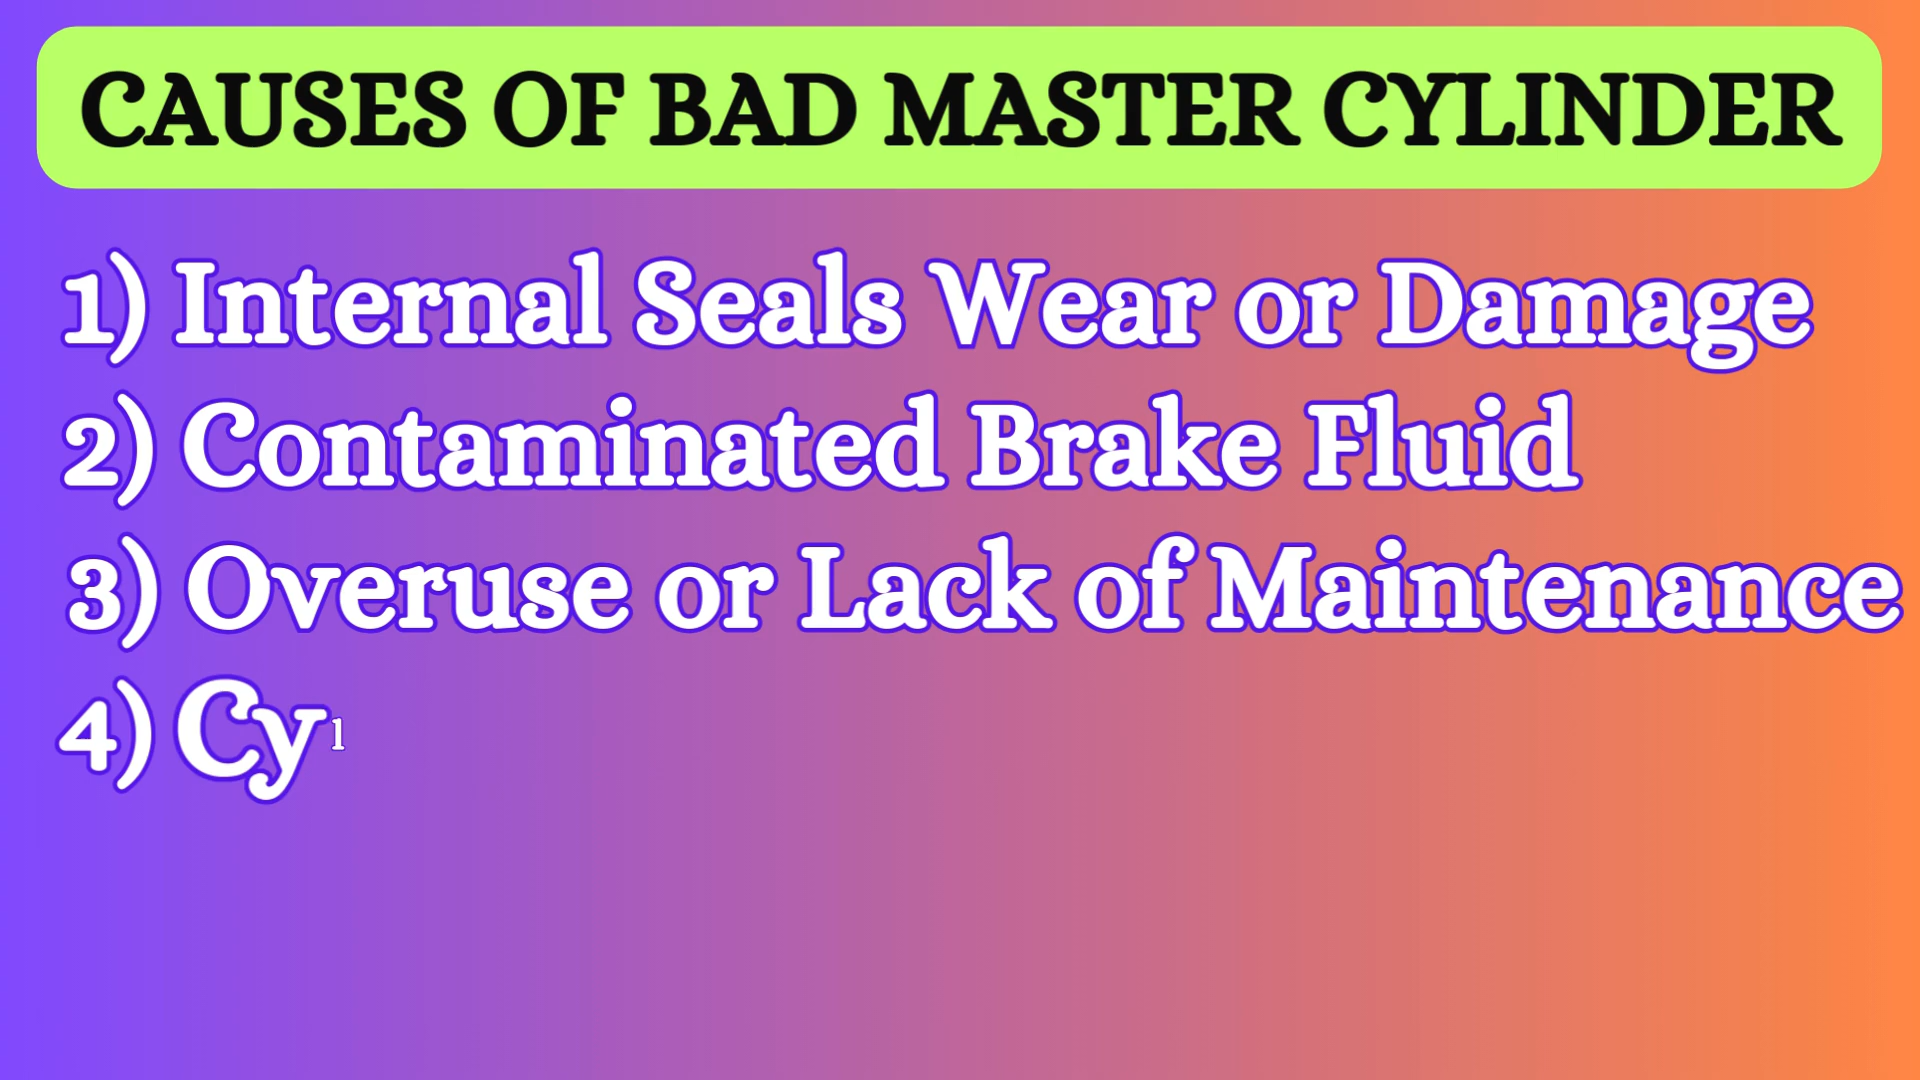 CAUSES OF BAD MASTER CYLINDER
1) Internal Seals Wear or Damage
2) Contaminated Brake Fluid
3) Overuse or Lack of Maintenance
4) Cyl